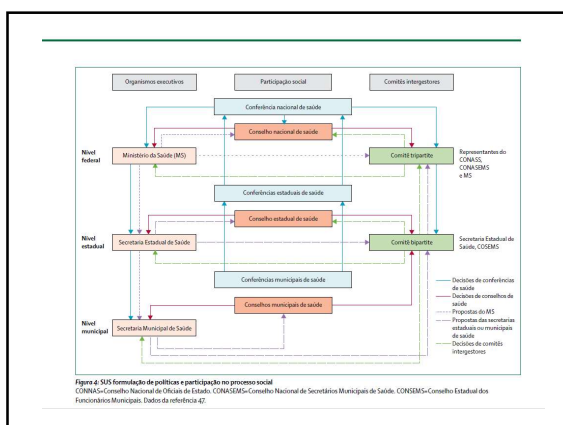 Organismos executivos
Participação social
Comitês intergestores
Conferência nacional de saúde
Conselho nacional de saúde
Nível
federal
Ministério da Saúde (MS)
Comitê tripartite
Representantes do
CONASS,
CONASEMS
e MS
Conferências estaduais de saúde
Conselho estadual de saúde
Nível
estadual
Secretaria Estadual de Saúde
Comitê bipartite
Secretaria Estadual de
Saúde, COSEMS
Conferências municipais de saúde
Conselhos municipais de saúde
Nível
municipal
Secretaria Municipal de Saúde
Decisões de conferências
de saúde
Decisões de conselhos de
saúde
Propostas do MS
Propostas das secretarias
estaduais ou municipais
de saúde
Decisões de comitês
intergestores
Figura 4: SUS formulação de políticas e participação no processo social
CONNAS=Conselho Nacional de Oficiais de Estado. CONASEMS=Conselho Nacional de Secretários Municipais de Saúde. CONSEMS=Conselho Estadual dos
Funcionários Municipais. Dados da referência 47.